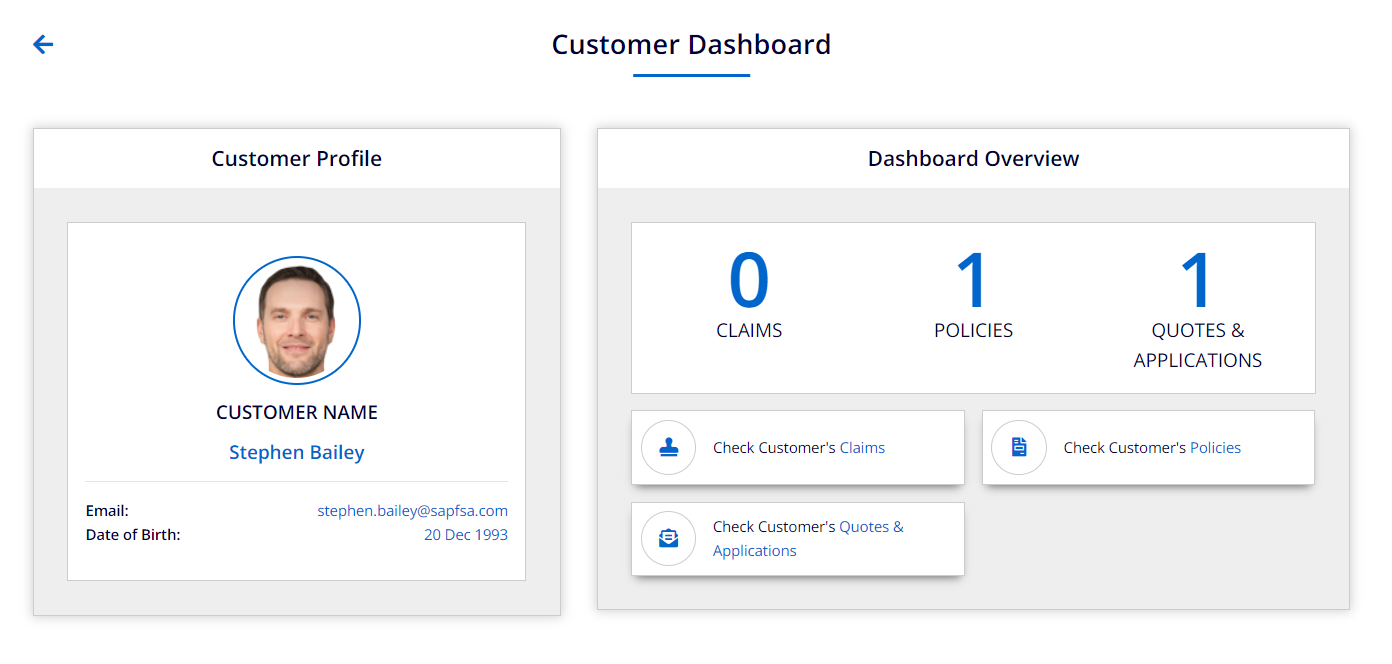 Customer Dashboard
Customer Profile
CUSTOMER NAME
Stephen Bailey
Email: stephen.bailey@sapfsa.com
Date of Birth: 20 Dec 1993
Dashboard Overview
0 1 1
CLAIMS POLICIES QUOTES &
APPLICATIONS
Check Customer's Claims
Check Customer's Policies
Check Customer's Quotes &
Applications